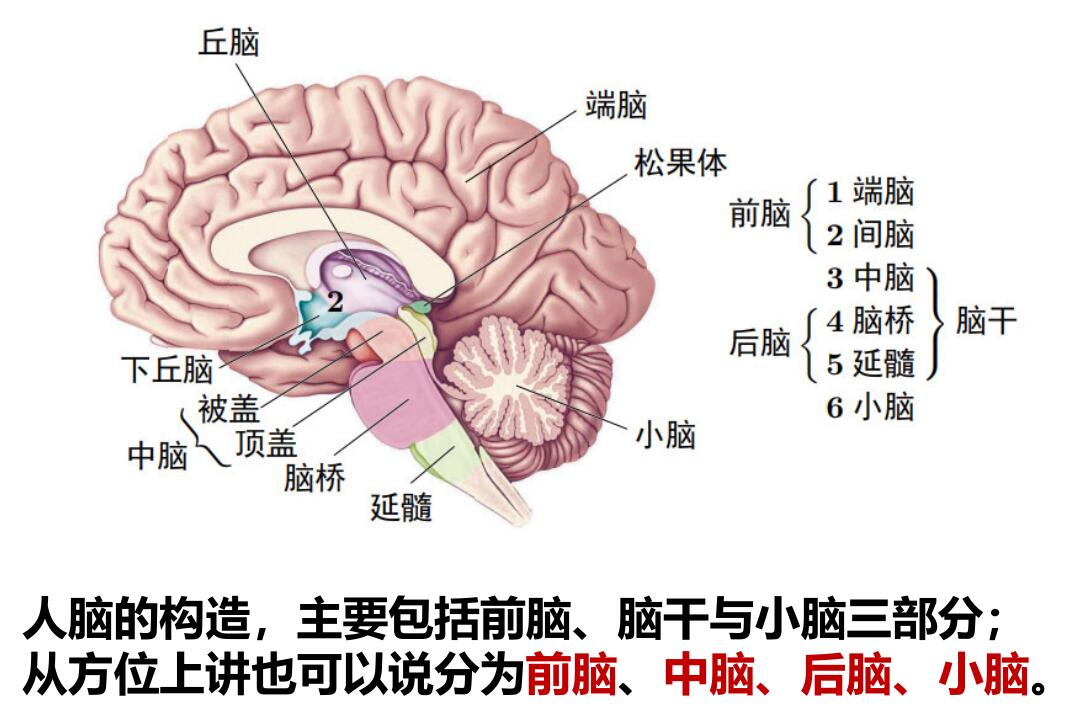 丘脑
端脑
松果体
2
下丘脑
被盖
顶盖
中脑
脑桥
延髓
小脑
前脑
1 端脑
2 间脑
3 中脑
后脑
4 脑桥
5 延髓
脑干
6 小脑
人脑的构造，主要包括前脑、脑干与小脑三部分；
从方位上讲也可以说分为前脑、中脑、后脑、小脑。